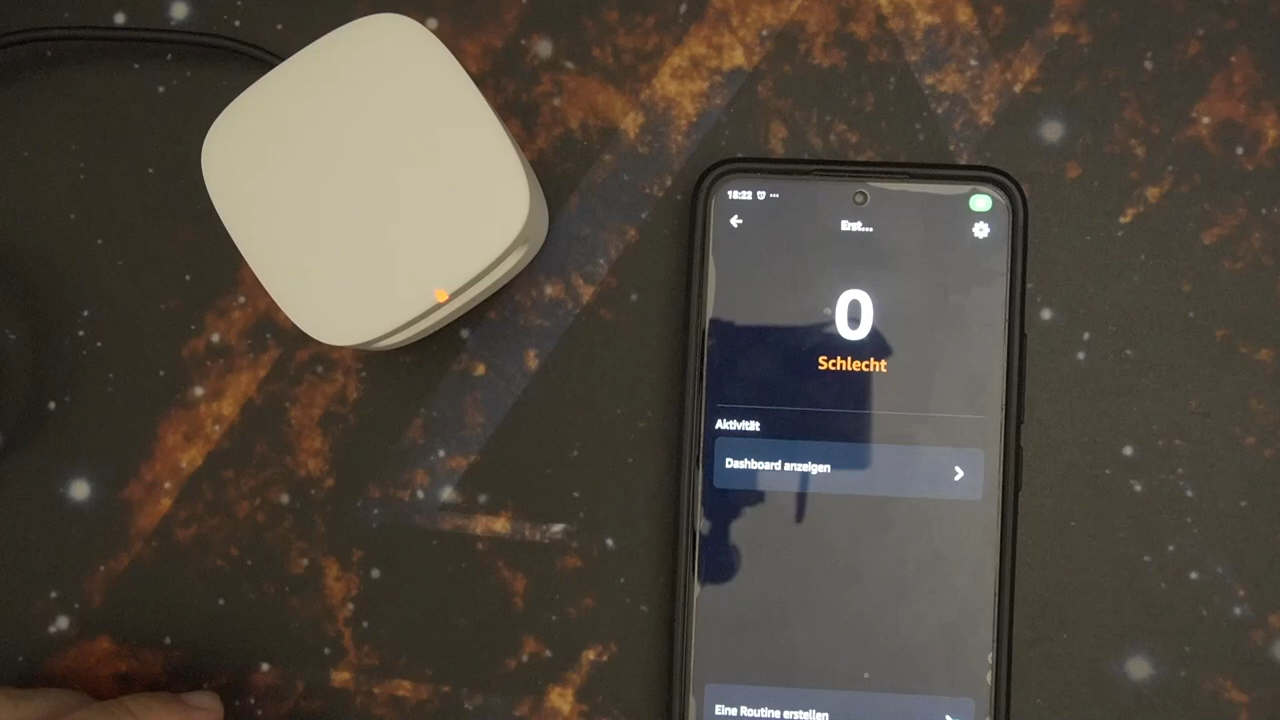 18:22
Erst...
0
Schlecht
Aktivität
Dashboard anzeigen
Eine Routine erstellen